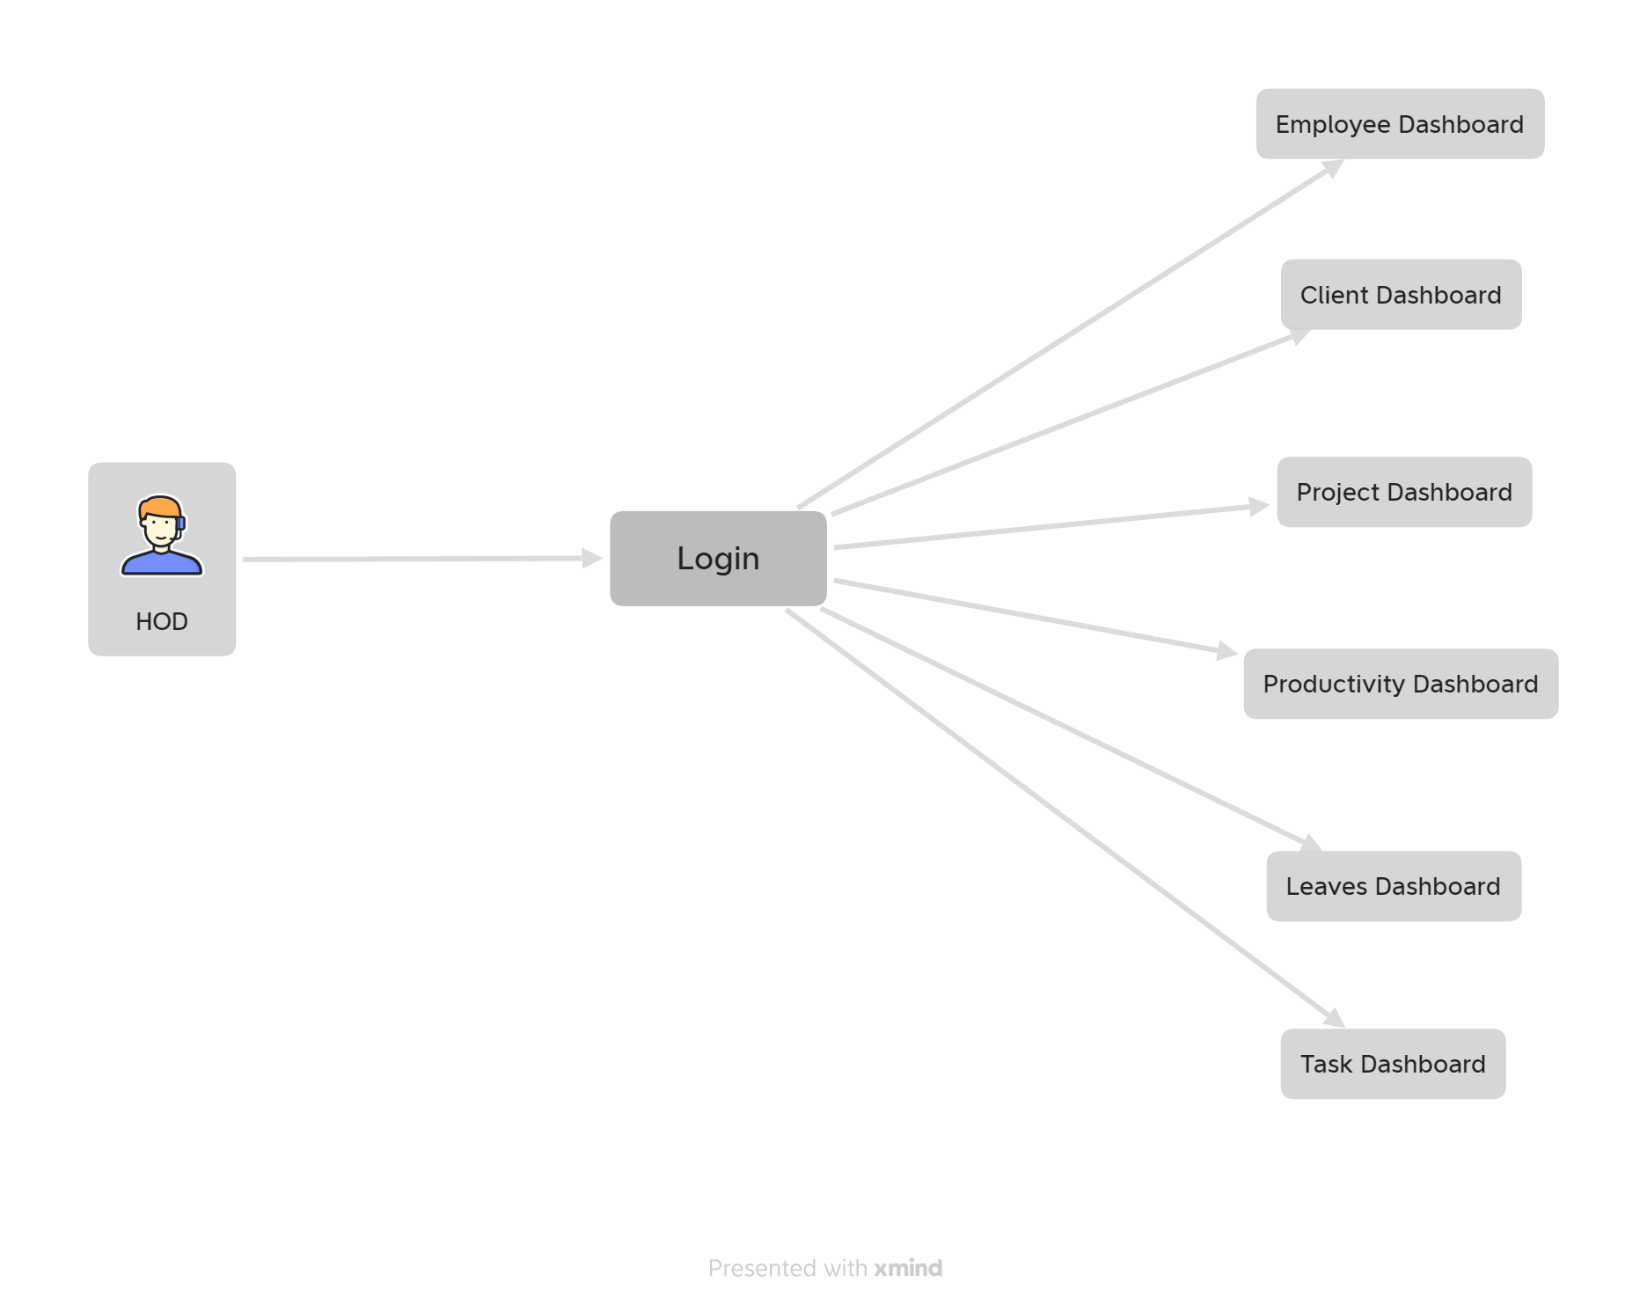 Employee Dashboard
Client Dashboard
Project Dashboard
Login
HOD
Productivity Dashboard
Leaves Dashboard
Task Dashboard
Presented with xmind